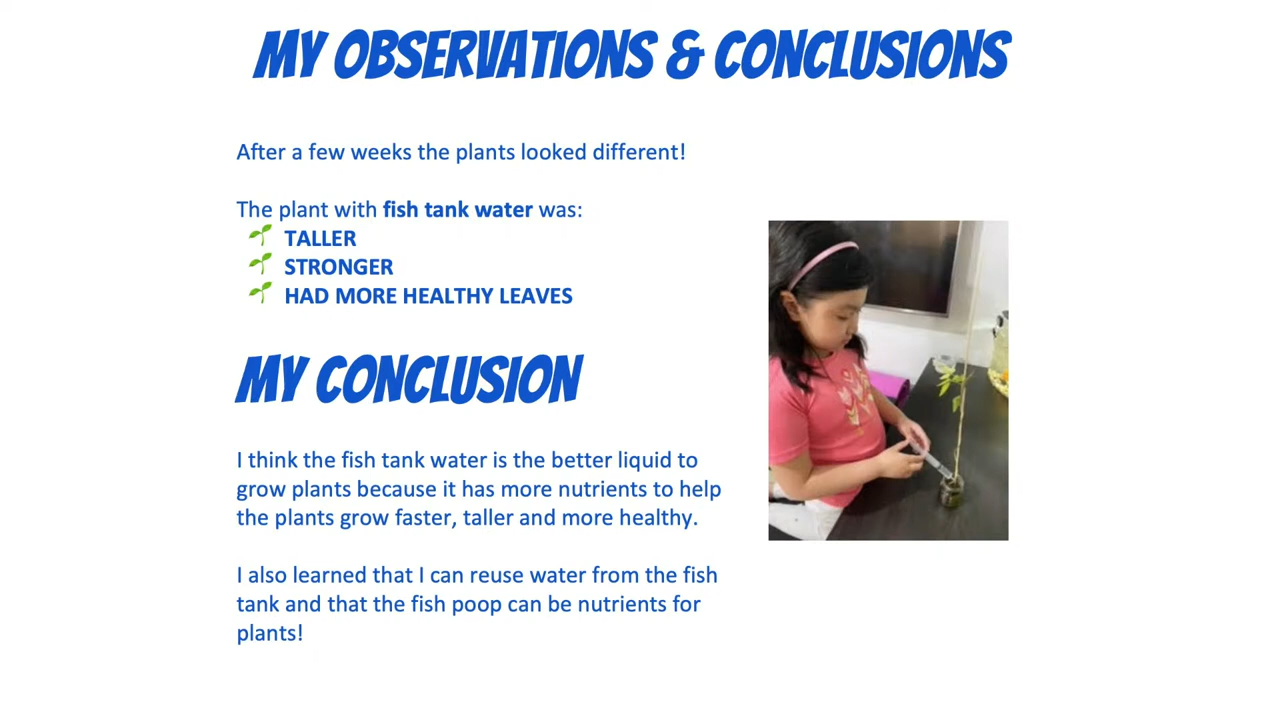 MY OBSERVATIONS & CONCLUSIONS
After a few weeks the plants looked different!
The plant with fish tank water was:
🌱 TALLER
🌱 STRONGER
🌱 HAD MORE HEALTHY LEAVES
MY CONCLUSION
I think the fish tank water is the better liquid to
grow plants because it has more nutrients to help
the plants grow faster, taller and more healthy.
I also learned that I can reuse water from the fish
tank and that the fish poop can be nutrients for
plants!